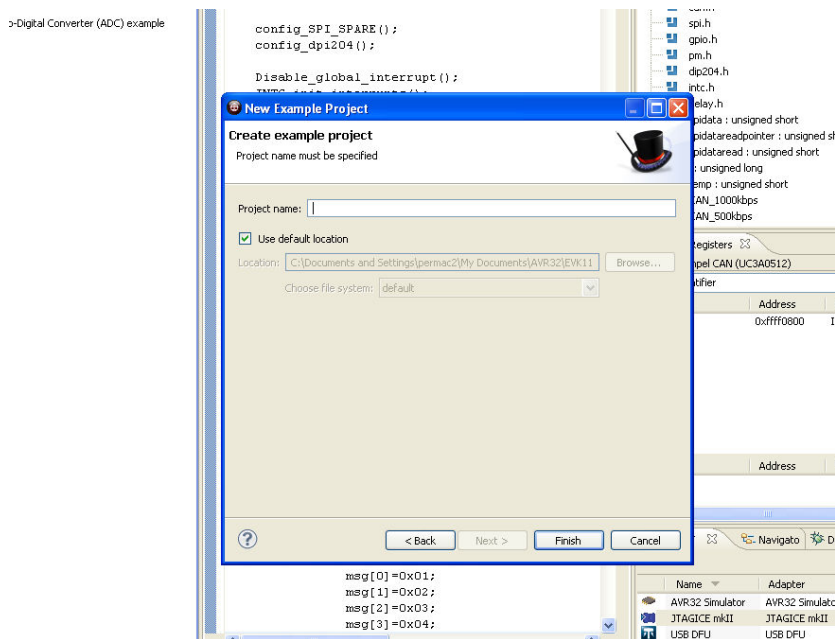 o-Digital Converter (ADC) example
config_SPI_SPARE();
config_dpi204();
Disable_global_interrupt();
spi.h
gpio.h
pm.h
dip204.h
intc.h
elay.h
pidata : unsigned short
pidatareadpointer : unsigned sh
pidataread : unsigned short
: unsigned long
emp : unsigned short
AN_1000kbps
AN_500kbps
New Example Project
Create example project
Project name must be specified
Project name:
Use default location
Location: C:\Documents and Settings\permac2\My Documents\AVR32\EVK11 Browse...
Choose file system: default
< Back Next > Finish Cancel
egisters
pel CAN (UC3A0512)
tifier
Address
0xffff0800 I
Address
Navigato D
Name Adapter
AVR32 Simulator AVR32 Simulato
JTAGICE mkII JTAGICE mkII
USB DFU USB DFU
msg[0]=0x01;
msg[1]=0x02;
msg[2]=0x03;
msg[3]=0x04;